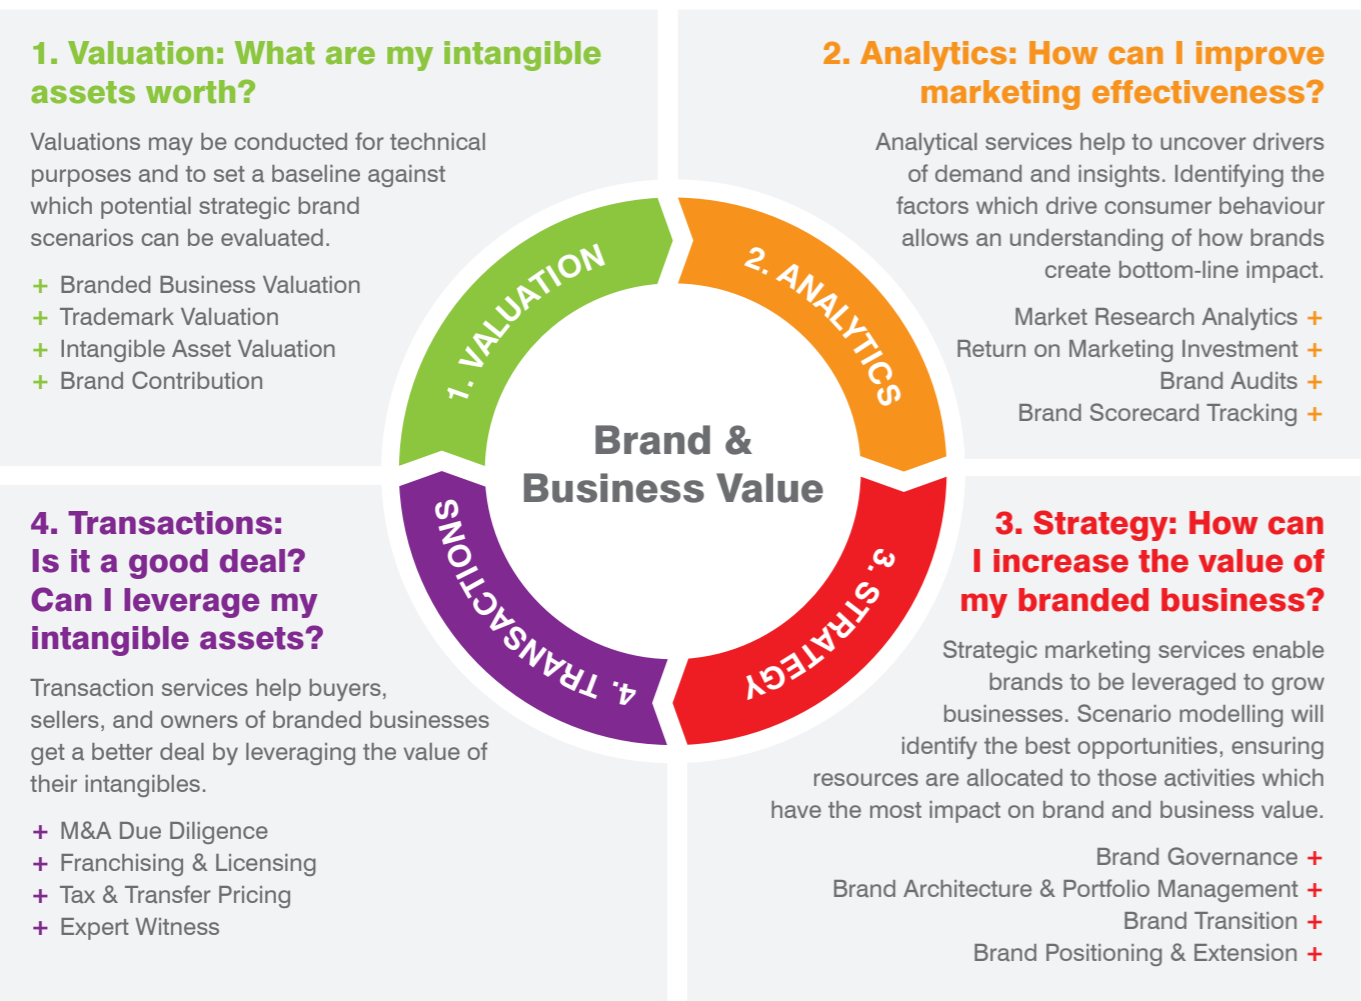 1. Valuation: What are my intangible
assets worth?
Valuations may be conducted for technical
purposes and to set a baseline against
which potential strategic brand
scenarios can be evaluated.
+ Branded Business Valuation
+ Trademark Valuation
+ Intangible Asset Valuation
+ Brand Contribution
2. Analytics: How can I improve
marketing effectiveness?
Analytical services help to uncover drivers
of demand and insights. Identifying the
factors which drive consumer behaviour
allows an understanding of how brands
create bottom-line impact.
Market Research Analytics +
Return on Marketing Investment +
Brand Audits +
Brand Scorecard Tracking +
1. VALUATION
2. ANALYTICS
Brand &
Business Value
3. STRATEGY
4. TRANSACTIONS
3. Strategy: How can
I increase the value of
my branded business?
Strategic marketing services enable
brands to be leveraged to grow
businesses. Scenario modelling will
identify the best opportunities, ensuring
resources are allocated to those activities which
have the most impact on brand and business value.
Brand Governance +
Brand Architecture & Portfolio Management +
Brand Transition +
Brand Positioning & Extension +
4. Transactions:
Is it a good deal?
Can I leverage my
intangible assets?
Transaction services help buyers,
sellers, and owners of branded businesses
get a better deal by leveraging the value of
their intangibles.
+ M&A Due Diligence
+ Franchising & Licensing
+ Tax & Transfer Pricing
+ Expert Witness